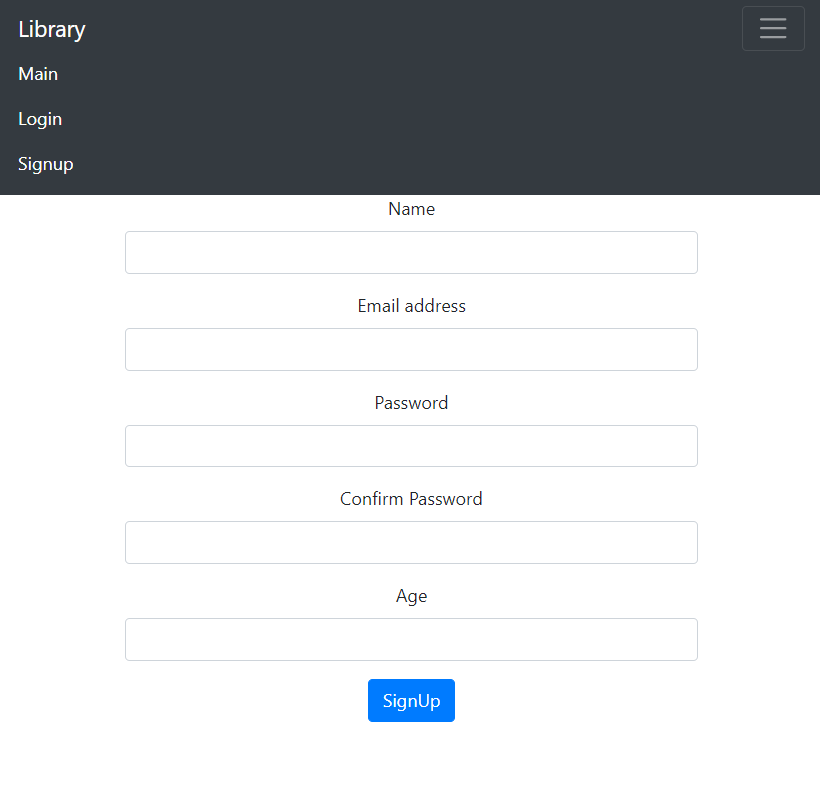 Library
Main
Login
Signup
Name
Email address
Password
Confirm Password
Age
SignUp